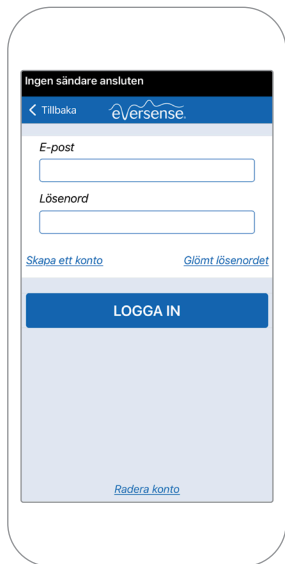 Ingen sändare ansluten
Tillbaka
eversense.
E-post
Lösenord
Skapa ett konto
Glömt lösenordet
LOGGA IN
Radera konto